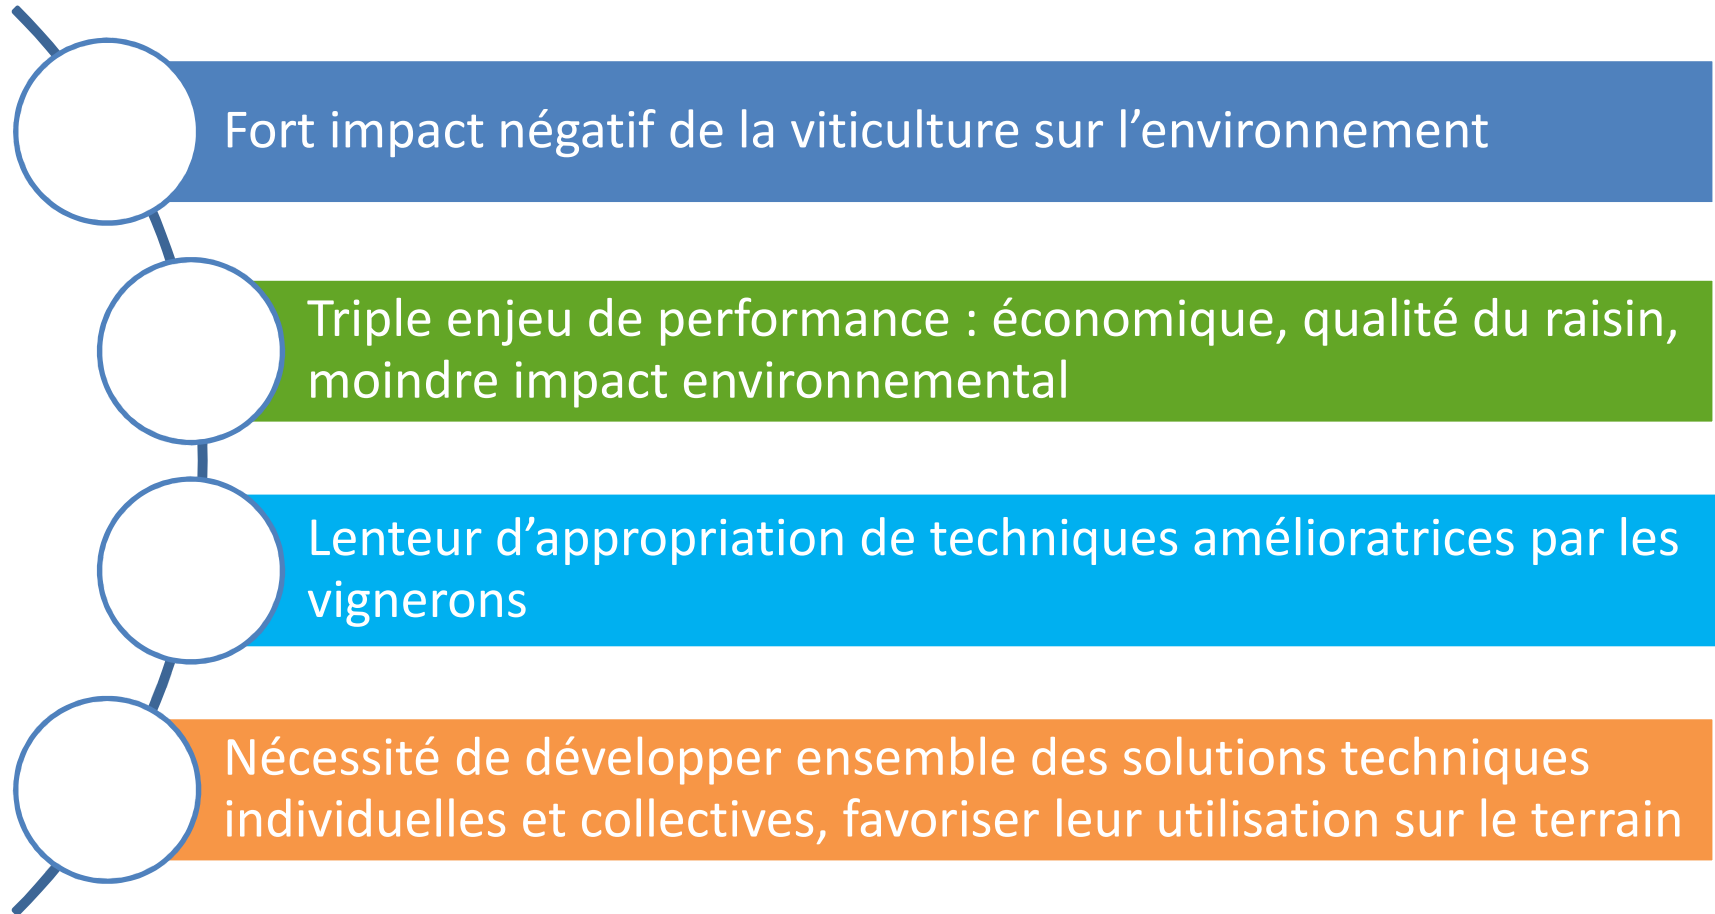 Fort impact négatif de la viticulture sur l’environnement
Triple enjeu de performance : économique, qualité du raisin,
moindre impact environnemental
Lenteur d’appropriation de techniques amélioratrices par les
vignerons
Nécessité de développer ensemble des solutions techniques
individuelles et collectives, favoriser leur utilisation sur le terrain